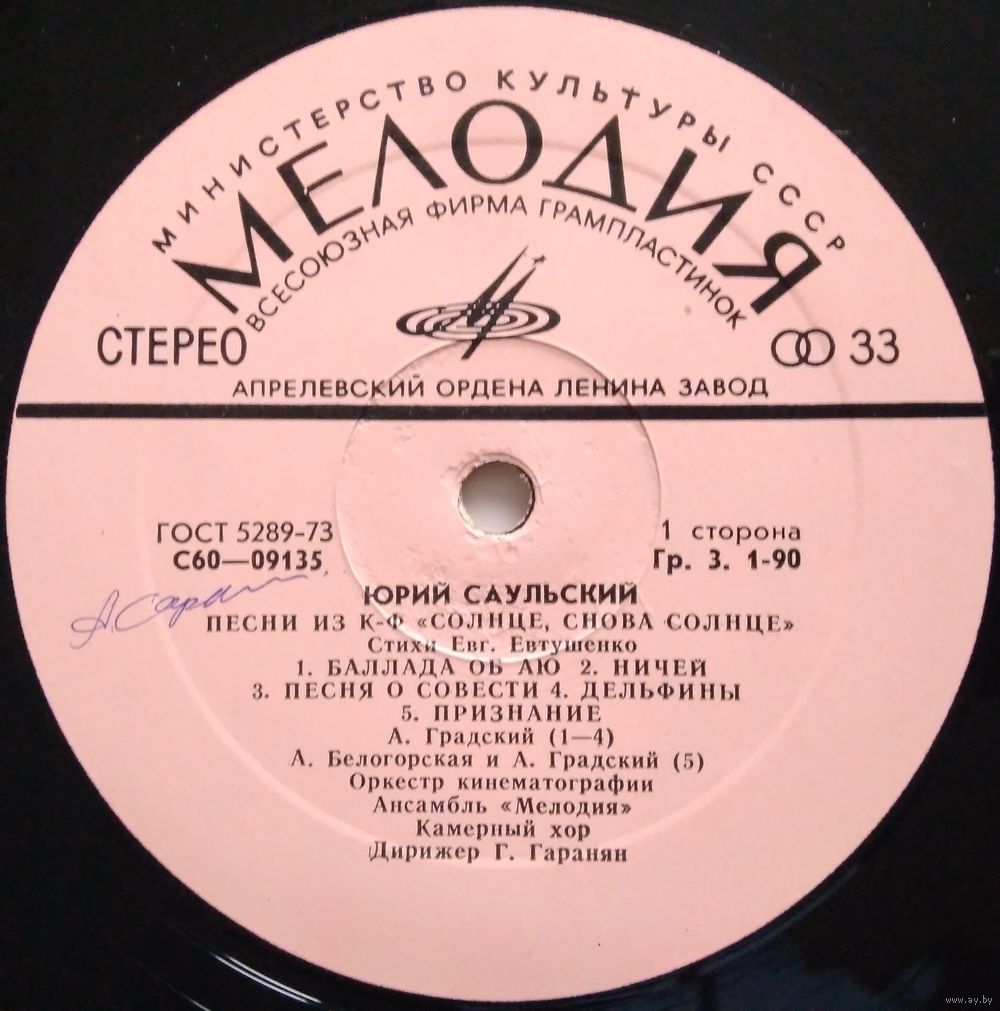 МИНИСТЕРСТВО КУЛЬТУРЫ СССР
МЕЛОДИЯ
ВСЕСОЮЗНАЯ ФИРМА ГРАМПЛАСТИНОК
СТЕРЕО
33
АПРЕЛЕВСКИЙ ОРДЕНА ЛЕНИНА ЗАВОД
ГОСТ 5289-73
С60—09135
1 сторона
Гр. 3. 1-90
ЮРИЙ САУЛЬСКИЙ
ПЕСНИ ИЗ К-Ф «СОЛНЦЕ, СНОВА СОЛНЦЕ»
Стихи Евг. Евтушенко
1. БАЛЛАДА ОБ АЮ 2. НИЧЕЙ
3. ПЕСНЯ О СОВЕСТИ 4. ДЕЛЬФИНЫ
5. ПРИЗНАНИЕ
А. Градский (1—4)
А. Белогорская и А. Градский (5)
Оркестр кинематографии
Ансамбль «Мелодия»
Камерный хор
Дирижер Г. Гаранян
www.ay.by